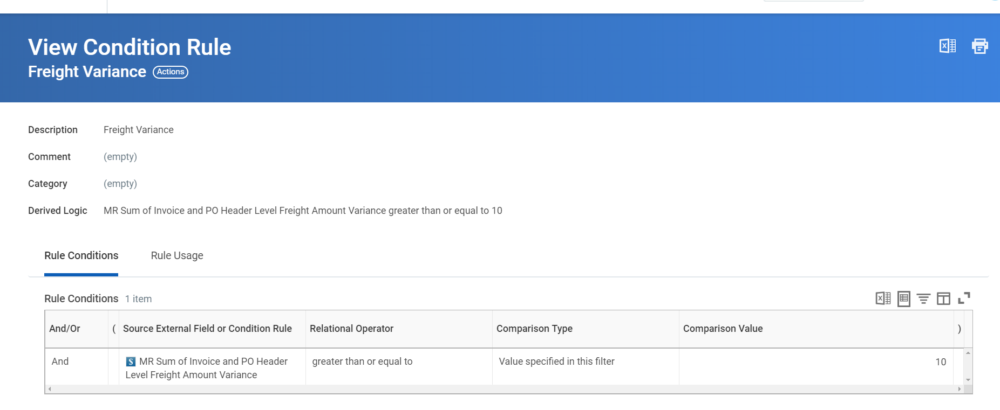 View Condition Rule
Freight Variance Actions
Description Freight Variance
Comment (empty)
Category (empty)
Derived Logic MR Sum of Invoice and PO Header Level Freight Amount Variance greater than or equal to 10
Rule Conditions Rule Usage
Rule Conditions 1 item
And/Or ( Source External Field or Condition Rule Relational Operator Comparison Type Comparison Value )
And $ MR Sum of Invoice and PO Header greater than or equal to Value specified in this filter 10
Level Freight Amount Variance